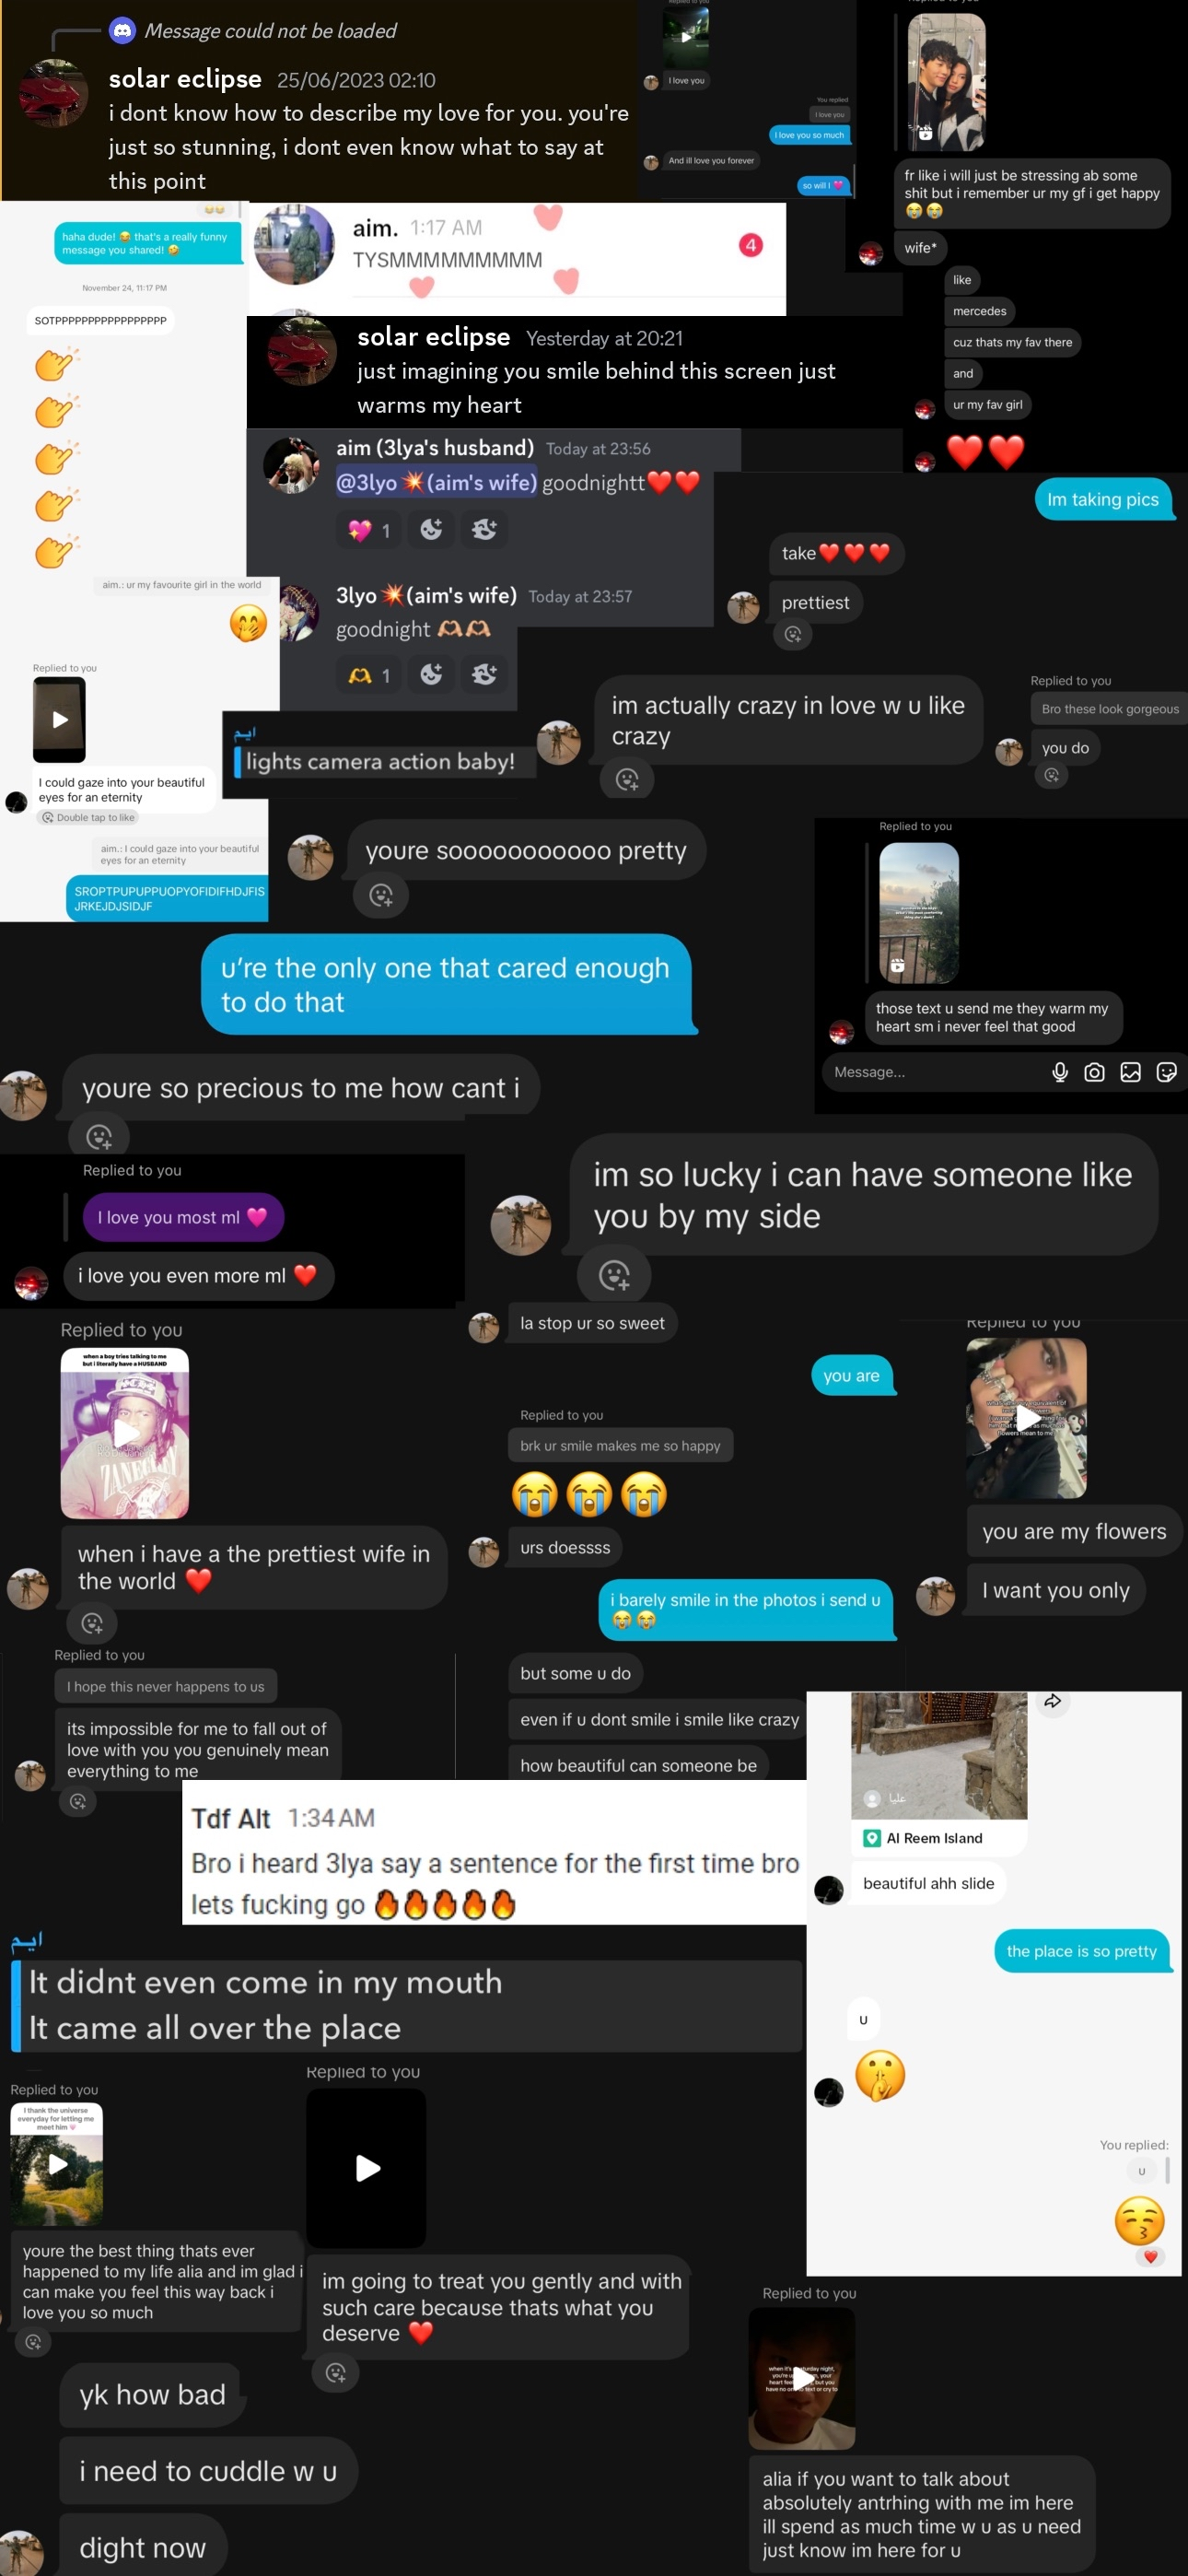 Message could not be loaded
solar eclipse 25/06/2023 02:10
i dont know how to describe my love for you. you're
just so stunning, i dont even know what to say at
this point
Replied to you
I love you
You replied
I love you
I love you so much
And ill love you forever
so will I 💗
Replied to you
fr like i will just be stressing ab some
shit but i remember ur my gf i get happy
😭😭
wife*
like
mercedes
cuz thats my fav there
and
ur my fav girl
❤️❤️
haha dude! 😂 that's a really funny
message you shared! 🤣
November 24, 11:17 PM
SOTPPPPPPPPPPPPPPPPP
aim. 1:17 AM
TYSMMMMMMMMM
4
solar eclipse Yesterday at 20:21
just imagining you smile behind this screen just
warms my heart
aim (3lya's husband) Today at 23:56
@3lyo💥(aim's wife) goodnightt❤️❤️
💖 1
3lyo💥(aim's wife) Today at 23:57
goodnight 🫶🫶
🫶 1
Im taking pics
take❤️❤️❤️
prettiest
aim.: ur my favourite girl in the world
🤭
Replied to you
I could gaze into your beautiful
eyes for an eternity
Double tap to like
aim.: I could gaze into your beautiful
eyes for an eternity
SROPTPUPUPPUOPYOFIDIFHDJFIS
JRKEJDJSIDJF
ايم
lights camera action baby!
im actually crazy in love w u like
crazy
Replied to you
Bro these look gorgeous
you do
youre sooooooooooo pretty
Replied to you
those text u send me they warm my
heart sm i never feel that good
Message...
u're the only one that cared enough
to do that
youre so precious to me how cant i
Replied to you
I love you most ml 💗
i love you even more ml ❤️
im so lucky i can have someone like
you by my side
la stop ur so sweet
you are
Replied to you
brk ur smile makes me so happy
😭😭😭
urs doessss
i barely smile in the photos i send u
😭😭
but some u do
even if u dont smile i smile like crazy
how beautiful can someone be
Replied to you
when a boy tries talking to me
but i literally have a HUSBAND
when i have a the prettiest wife in
the world ❤️
Replied to you
you are my flowers
I want you only
Replied to you
I hope this never happens to us
its impossible for me to fall out of
love with you you genuinely mean
everything to me
Tdf Alt 1:34 AM
Bro i heard 3lya say a sentence for the first time bro
lets fucking go 🔥🔥🔥🔥🔥
عليا
Al Reem Island
beautiful ahh slide
the place is so pretty
u
🤫
You replied:
u
😚
❤️
ايم
It didnt even come in my mouth
It came all over the place
Replied to you
I thank the universe
everyday for letting me
meet him 💗
youre the best thing thats ever
happened to my life alia and im glad i
can make you feel this way back i
love you so much
Replied to you
im going to treat you gently and with
such care because thats what you
deserve ❤️
yk how bad
i need to cuddle w u
dight now
Replied to you
alia if you want to talk about
absolutely antrhing with me im here
ill spend as much time w u as u need
just know im here for u